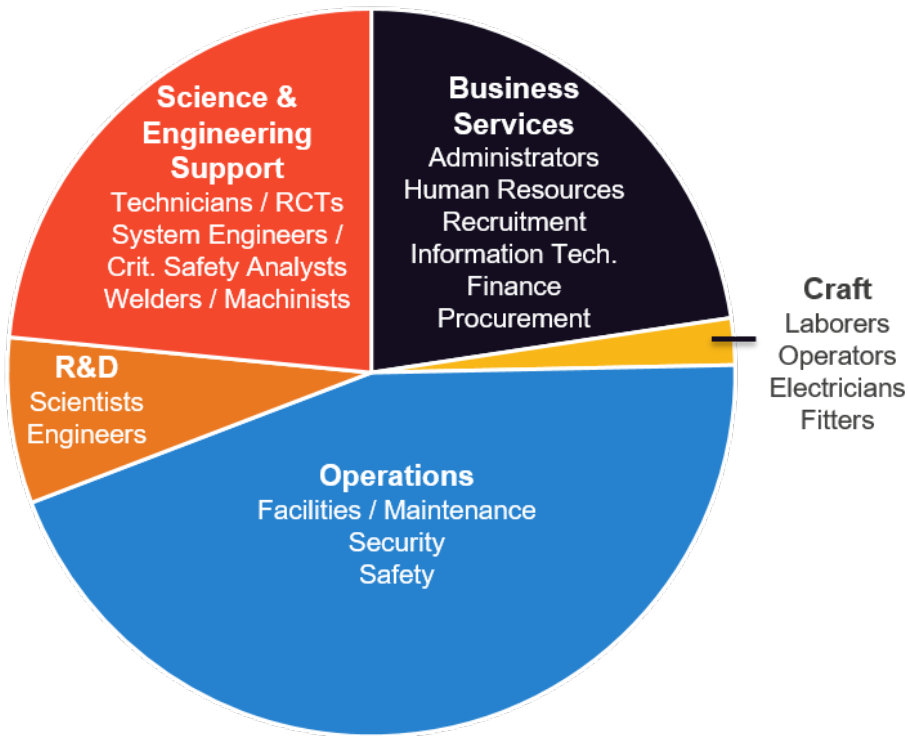 Science &
Engineering
Support
Technicians / RCTs
System Engineers /
Crit. Safety Analysts
Welders / Machinists
Business
Services
Administrators
Human Resources
Recruitment
Information Tech.
Finance
Procurement
Craft
Laborers
Operators
Electricians
Fitters
R&D
Scientists
Engineers
Operations
Facilities / Maintenance
Security
Safety